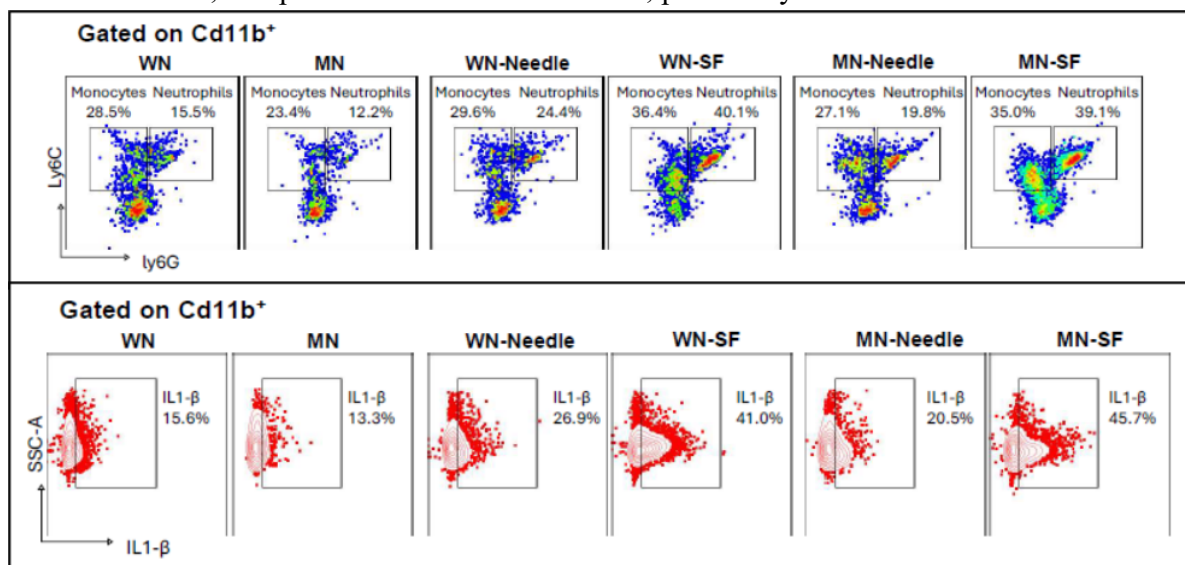 Gated on Cd11b⁺
WN MN WN-Needle WN-SF MN-Needle MN-SF
Monocytes Neutrophils Monocytes Neutrophils Monocytes Neutrophils Monocytes Neutrophils Monocytes Neutrophils Monocytes Neutrophils
28.5% 15.5% 23.4% 12.2% 29.6% 24.4% 36.4% 40.1% 27.1% 19.8% 35.0% 39.1%
Ly6C
ly6G
Gated on Cd11b⁺
WN MN WN-Needle WN-SF MN-Needle MN-SF
IL1-β IL1-β IL1-β IL1-β IL1-β IL1-β
15.6% 13.3% 26.9% 41.0% 20.5% 45.7%
SSC-A
IL1-β